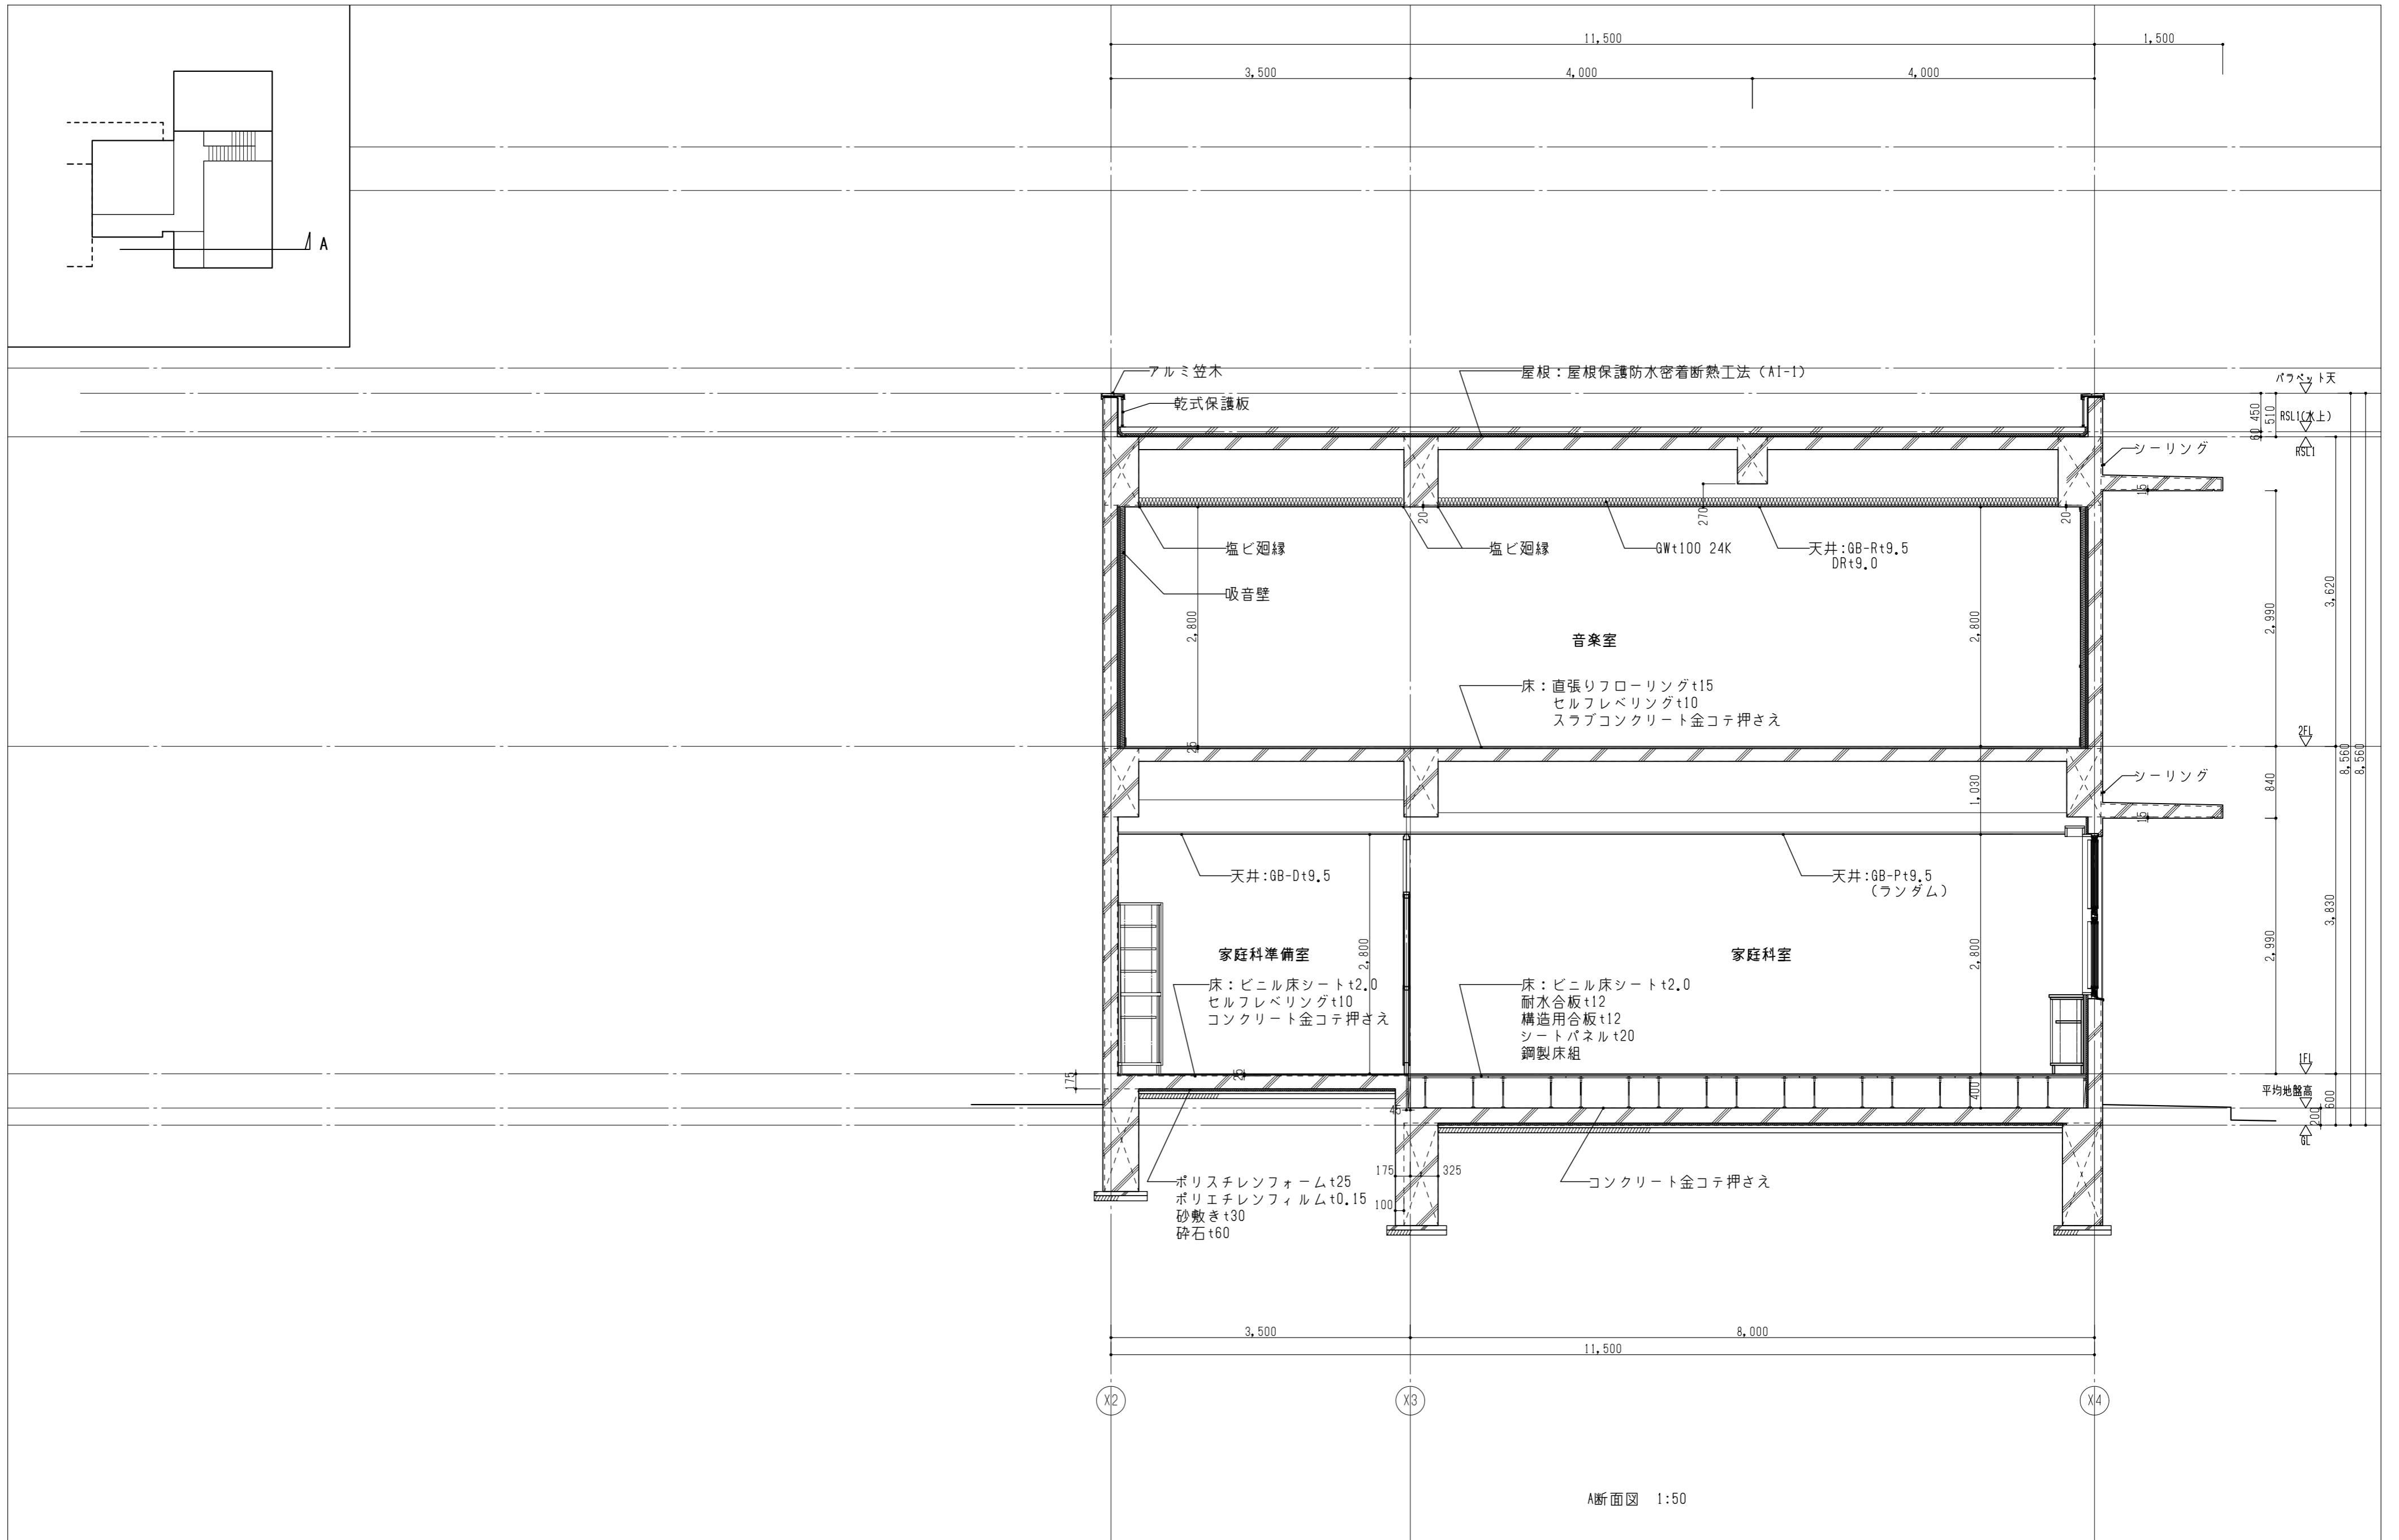 11,500
1,500
3,500
4,000
4,000
A
アルミ笠木
屋根：屋根保護防水密着断熱工法（AI-1）
乾式保護板
パラペット天
450
510
RSL1(水上)
60
RSL1
シーリング
15
20
270
20
塩ビ廻縁
塩ビ廻縁
GWt100 24K
天井:GB-Rt9.5
DRt9.0
吸音壁
2,800
2,800
2,990
3,620
音楽室
床：直張りフローリングt15
セルフレベリングt10
スラブコンクリート金コテ押さえ
25
2FL
8,560
8,560
シーリング
1,030
840
15
天井:GB-Dt9.5
天井:GB-Pt9.5
（ランダム）
家庭科準備室
2,800
家庭科室
2,800
2,990
3,830
床：ビニル床シートt2.0
セルフレベリングt10
コンクリート金コテ押さえ
床：ビニル床シートt2.0
耐水合板t12
構造用合板t12
シートパネルt20
鋼製床組
1FL
175
25
400
平均地盤高
600
45
200
GL
175
325
ポリスチレンフォームt25
ポリエチレンフィルムt0.15
砂敷きt30
砕石t60
100
コンクリート金コテ押さえ
3,500
8,000
11,500
X2
X3
X4
A断面図 1:50